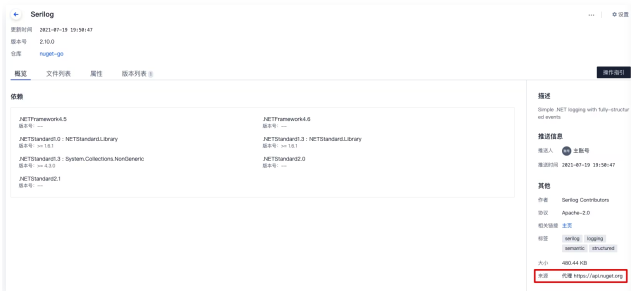 Serilog
设置
更新时间 2021-07-19 19:50:47
版本号 2.10.0
仓库 nuget-go
概览 文件列表 属性 版本列表
操作指引
依赖
.NETFramework4.5
版本号: ---
.NETFramework4.6
版本号: ---
.NETStandard1.0 : NETStandard.Library
版本号: >= 1.6.1
.NETStandard1.3 : NETStandard.Library
版本号: >= 1.6.1
.NETStandard1.3 : System.Collections.NonGeneric
版本号: >= 4.3.0
.NETStandard2.0
版本号: ---
.NETStandard2.1
版本号: ---
描述
Simple .NET logging with fully-structur
ed events
推送信息
推送人 主账号
推送时间 2021-07-19 19:50:47
其他
作者 Serilog Contributors
协议 Apache-2.0
相关链接 主页
标签 serilog logging
semantic structured
大小 480.44 KB
来源 代理 https://api.nuget.org